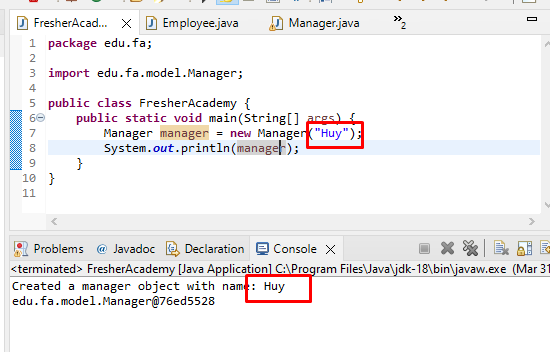 FresherAcad...
Employee.java
Manager.java
»2
1 package edu.fa;
2
3 import edu.fa.model.Manager;
4
5 public class FresherAcademy {
6 public static void main(String[] args) {
7 Manager manager = new Manager("Huy");
8 System.out.println(manager);
9 }
10 }
11
Problems
Javadoc
Declaration
Console
<terminated> FresherAcademy [Java Application] C:\Program Files\Java\jdk-18\bin\javaw.exe (Mar 31
Created a manager object with name: Huy
edu.fa.model.Manager@76ed5528